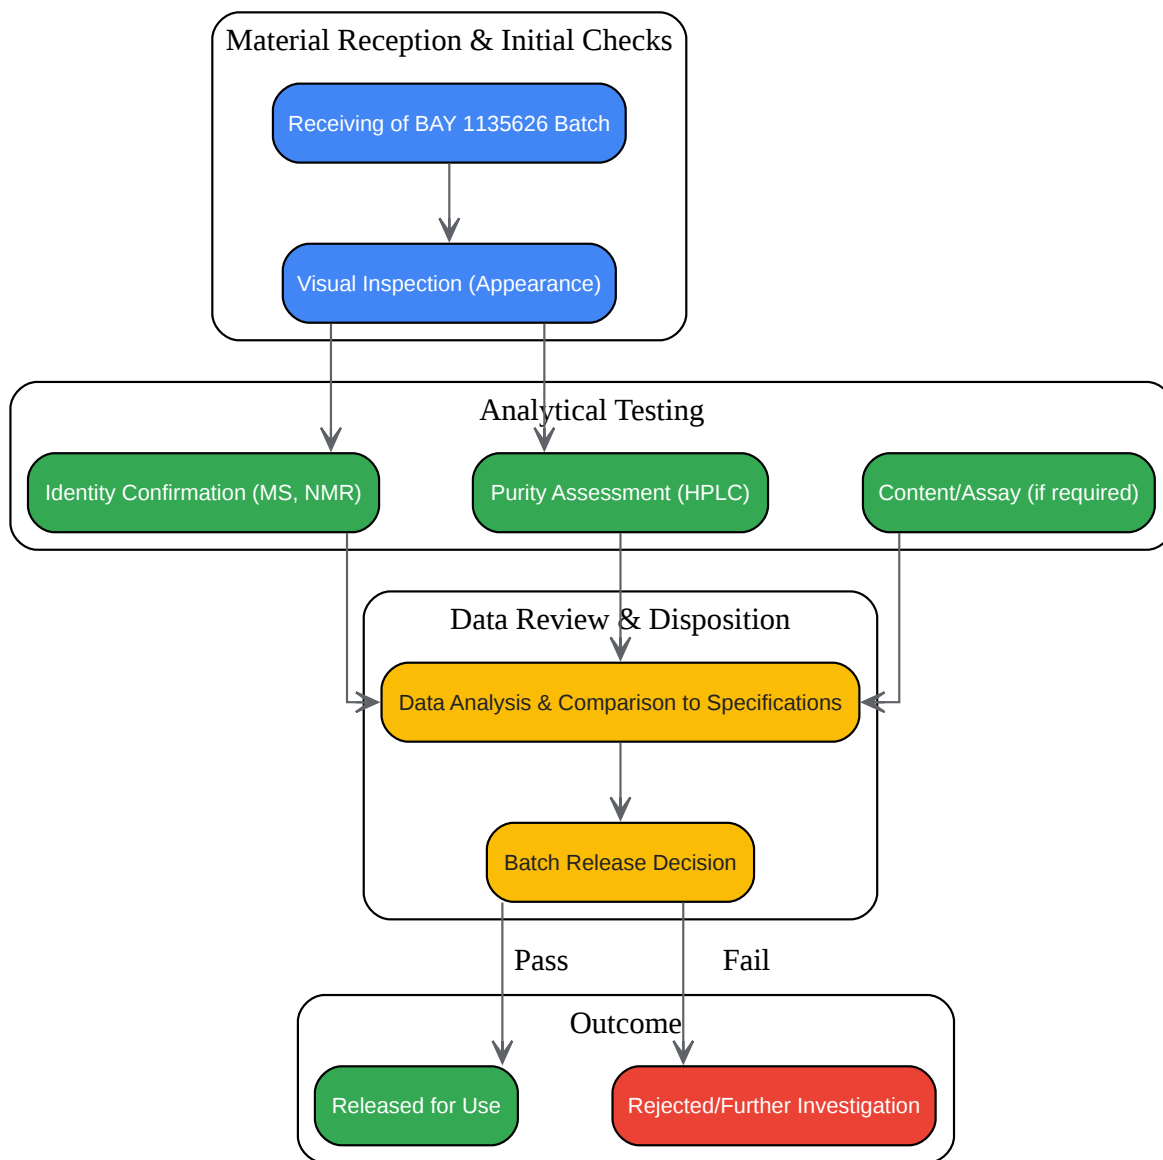 Material Reception & Initial Checks
Receiving of BAY 1135626 Batch
Visual Inspection (Appearance)
Analytical Testing
Identity Confirmation (MS, NMR)
Purity Assessment (HPLC)
Content/Assay (if required)
Data Review & Disposition
Data Analysis & Comparison to Specifications
Batch Release Decision
Pass
Fail
Outcome
Released for Use
Rejected/Further Investigation